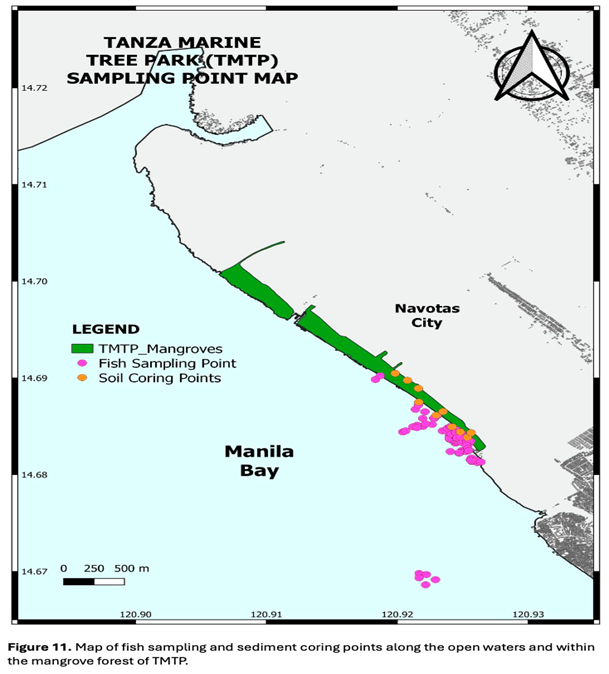 TANZA MARINE
TREE PARK (TMTP)
SAMPLING POINT MAP
14.72
14.71
14.70
Navotas
City
LEGEND
TMTP_Mangroves
Fish Sampling Point
Soil Coring Points
14.69
Manila
Bay
14.68
0 250 500 m
14.67
120.90 120.91 120.92 120.93
Figure 11. Map of fish sampling and sediment coring points along the open waters and within
the mangrove forest of TMTP.